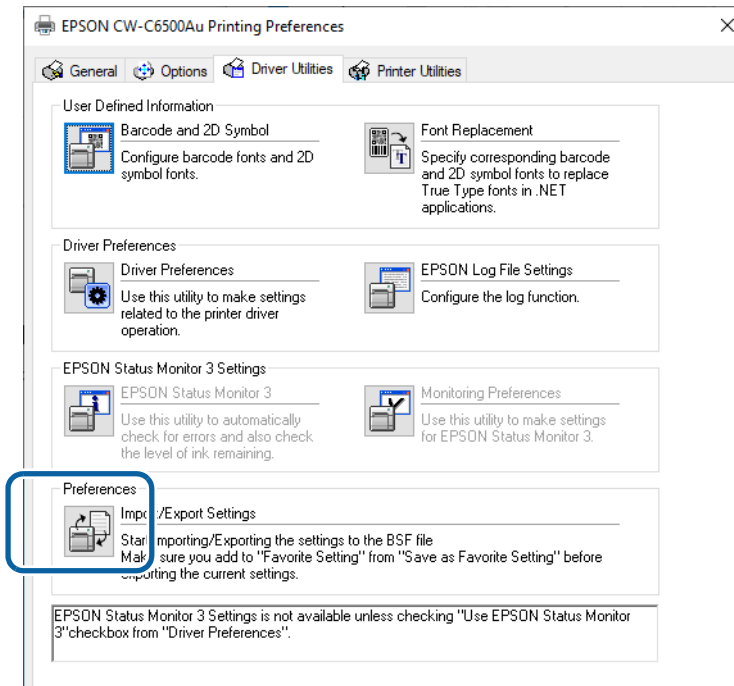 EPSON CW-C6500Au Printing Preferences
General Options Driver Utilities Printer Utilities
User Defined Information
Barcode and 2D Symbol
Configure barcode fonts and 2D
symbol fonts.
Font Replacement
Specify corresponding barcode
and 2D symbol fonts to replace
True Type fonts in .NET
applications.
Driver Preferences
Driver Preferences
Use this utility to make settings
related to the printer driver
operation.
EPSON Log File Settings
Configure the log function.
EPSON Status Monitor 3 Settings
EPSON Status Monitor 3
Use this utility to automatically
check for errors and also check
the level of ink remaining.
Monitoring Preferences
Use this utility to make settings
for EPSON Status Monitor 3.
Preferences
Import/Export Settings
Start importing/Exporting the settings to the BSF file
Make sure you add to "Favorite Setting" from "Save as Favorite Setting" before
exporting the current settings.
EPSON Status Monitor 3 Settings is not available unless checking "Use EPSON Status Monitor
3"checkbox from "Driver Preferences".